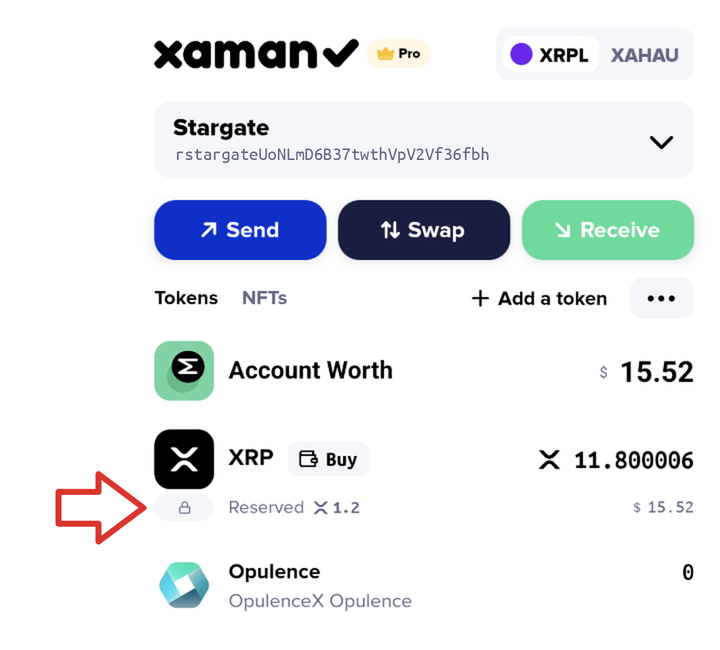 xaman Pro XRPL XAHAU
Stargate
rstargateUoNLmD6B37twthVpV2Vf36fbh
Send Swap Receive
Tokens NFTs + Add a token •••
Account Worth $ 15.52
XRP Buy 11.800006
Reserved 1.2 $ 15.52
Opulence 0
OpulenceX Opulence